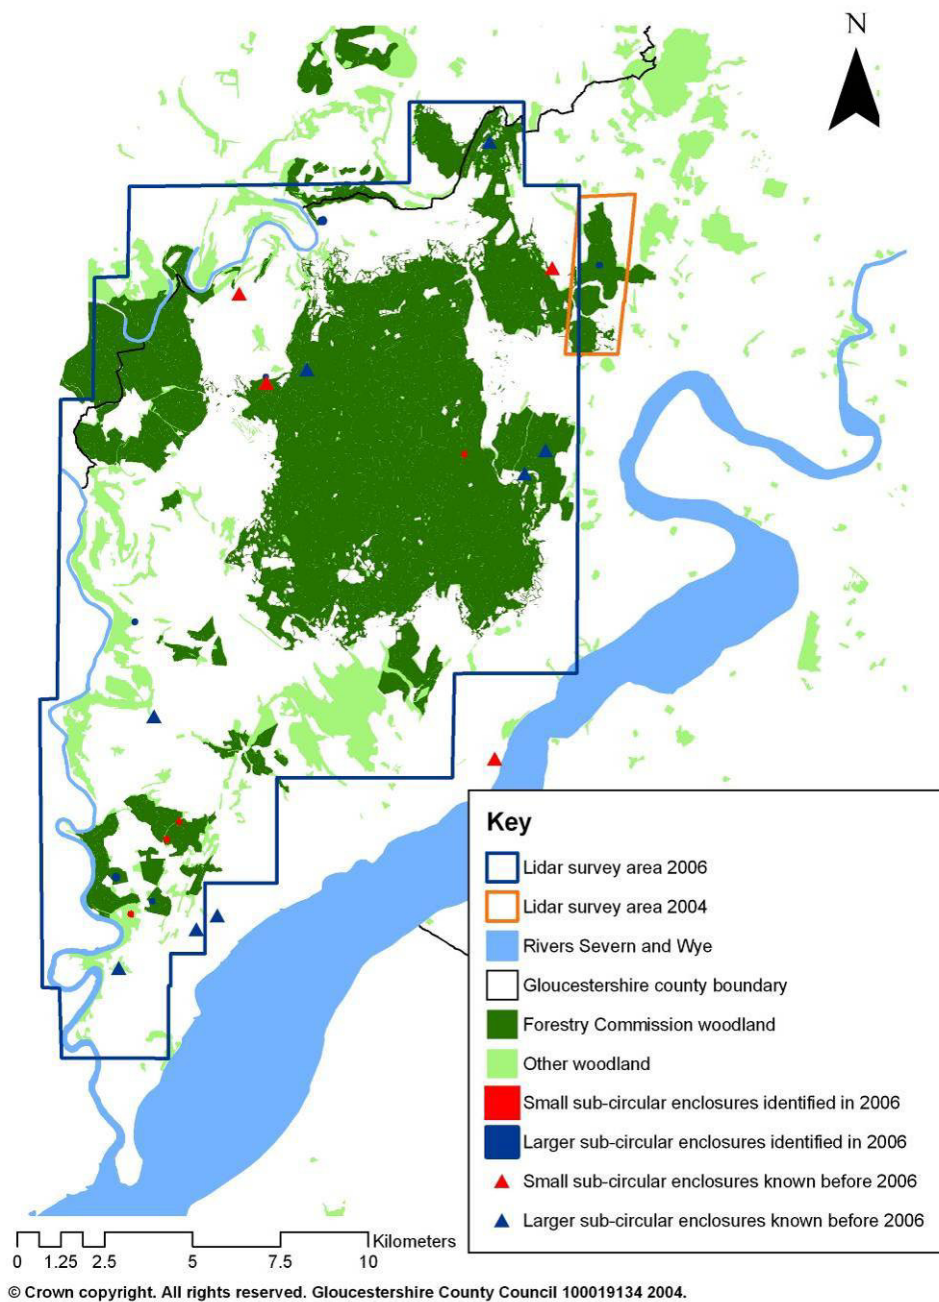 N
Key
Lidar survey area 2006
Lidar survey area 2004
Rivers Severn and Wye
Gloucestershire county boundary
Forestry Commission woodland
Other woodland
Small sub-circular enclosures identified in 2006
Larger sub-circular enclosures identified in 2006
Small sub-circular enclosures known before 2006
Larger sub-circular enclosures known before 2006
Kilometers
0 1.25 2.5 5 7.5 10
© Crown copyright. All rights reserved. Gloucestershire County Council 100019134 2004.